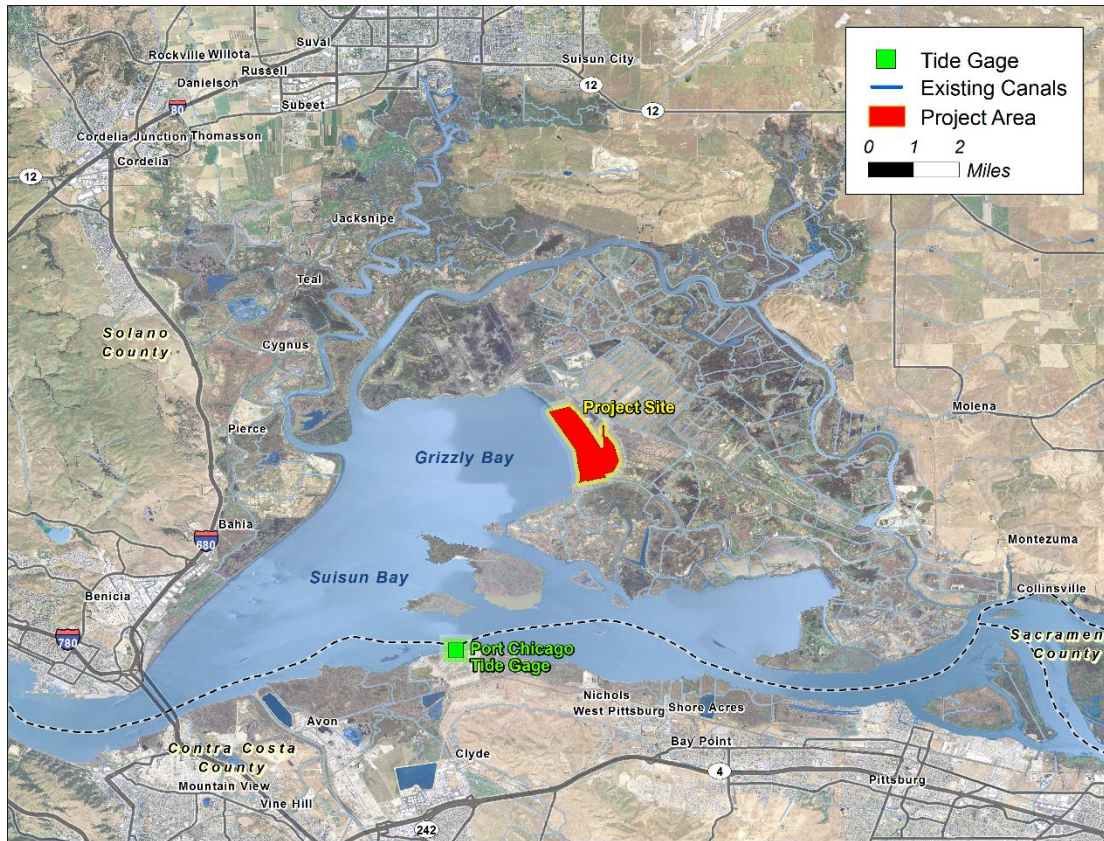 Suval
Rockville
Willota
Suisun City
Russell
Danielson
12
Subeet
80
12
Cordelia Junction
Thomasson
Cordelia
12
Tide Gage
Existing Canals
Project Area
0 1 2
Miles
Jacksnipe
Teal
Solano
County
Cygnus
Molena
Project Site
Pierce
Grizzly Bay
Bahia
680
Montezuma
Suisun Bay
Collinsville
Benicia
780
Sacramen
County
Port Chicago
Tide Gage
Nichols
West Pittsburg
Shore Acres
Avon
Bay Point
Contra Costa
County
Clyde
4
Pittsburg
Mountain View
Vine Hill
242